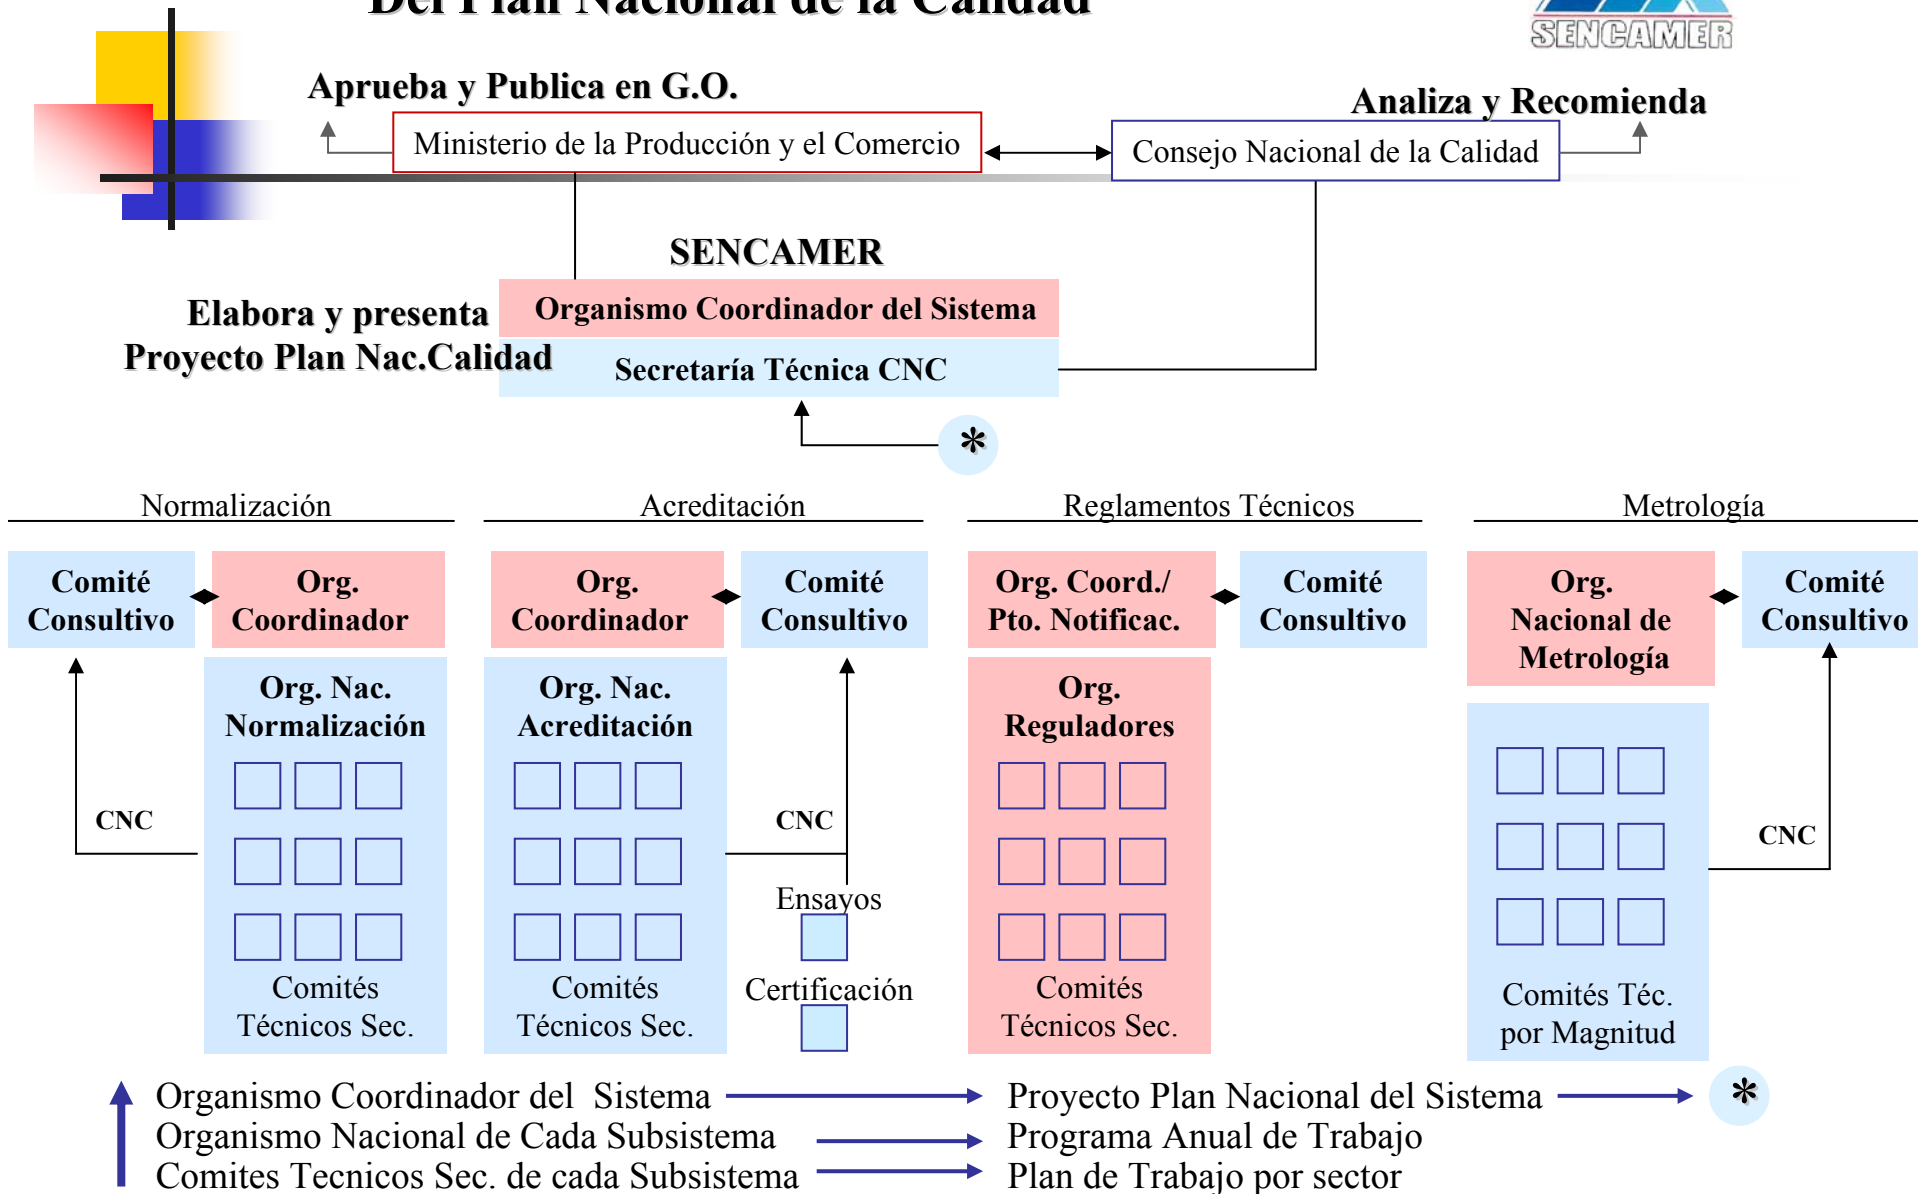 Del Plan Nacional de la Calidad
SENCAMER
Aprueba y Publica en G.O.
Analiza y Recomienda
Ministerio de la Producción y el Comercio
Consejo Nacional de la Calidad
SENCAMER
Elabora y presenta
Proyecto Plan Nac.Calidad
Organismo Coordinador del Sistema
Secretaría Técnica CNC
*
Normalización
Acreditación
Reglamentos Técnicos
Metrología
Comité
Consultivo
Org.
Coordinador
Org.
Coordinador
Comité
Consultivo
Org. Coord./
Pto. Notificac.
Comité
Consultivo
Org.
Nacional de
Metrología
Comité
Consultivo
Org. Nac.
Normalización
Org. Nac.
Acreditación
Org.
Reguladores
CNC
CNC
CNC
Ensayos
Certificación
Comités
Técnicos Sec.
Comités
Técnicos Sec.
Comités
Técnicos Sec.
Comités Téc.
por Magnitud
Organismo Coordinador del Sistema
Proyecto Plan Nacional del Sistema
*
Organismo Nacional de Cada Subsistema
Programa Anual de Trabajo
Comites Tecnicos Sec. de cada Subsistema
Plan de Trabajo por sector